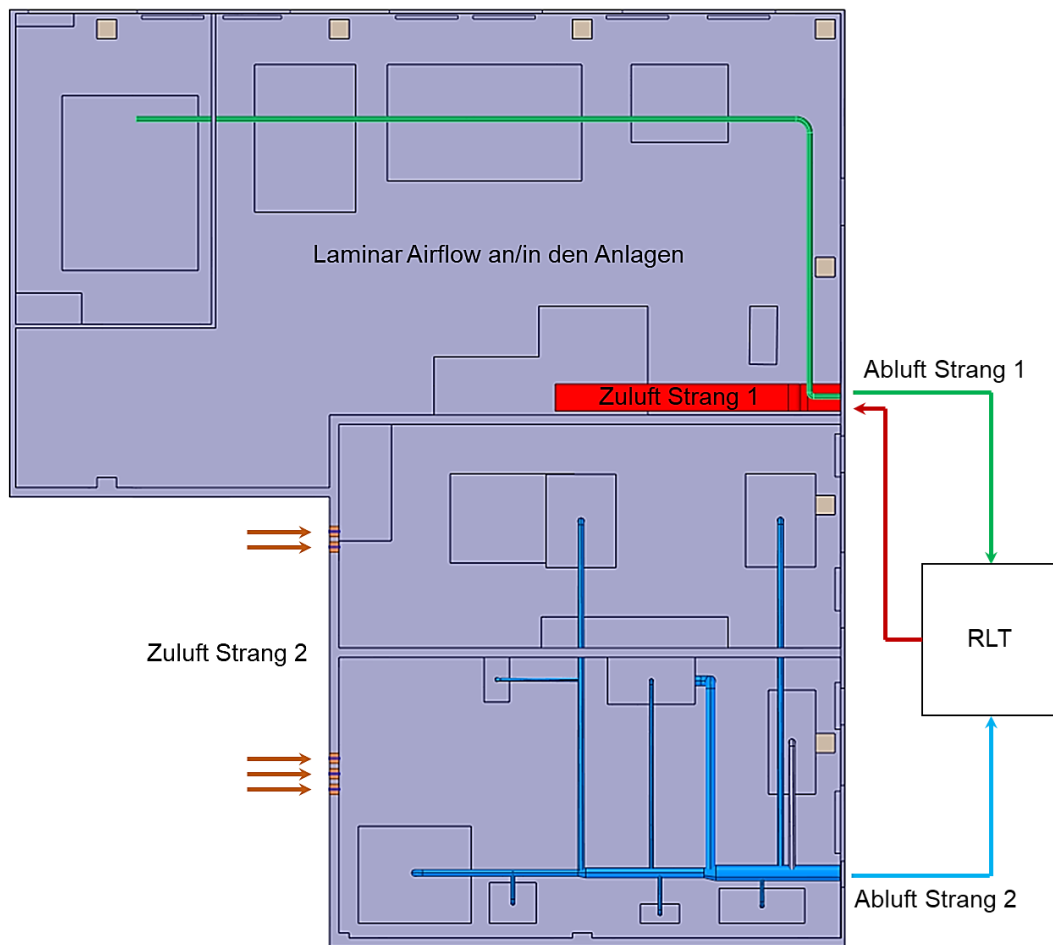 Laminar Airflow an/in den Anlagen
Abluft Strang 1
Zuluft Strang 1
RLT
Zuluft Strang 2
Abluft Strang 2